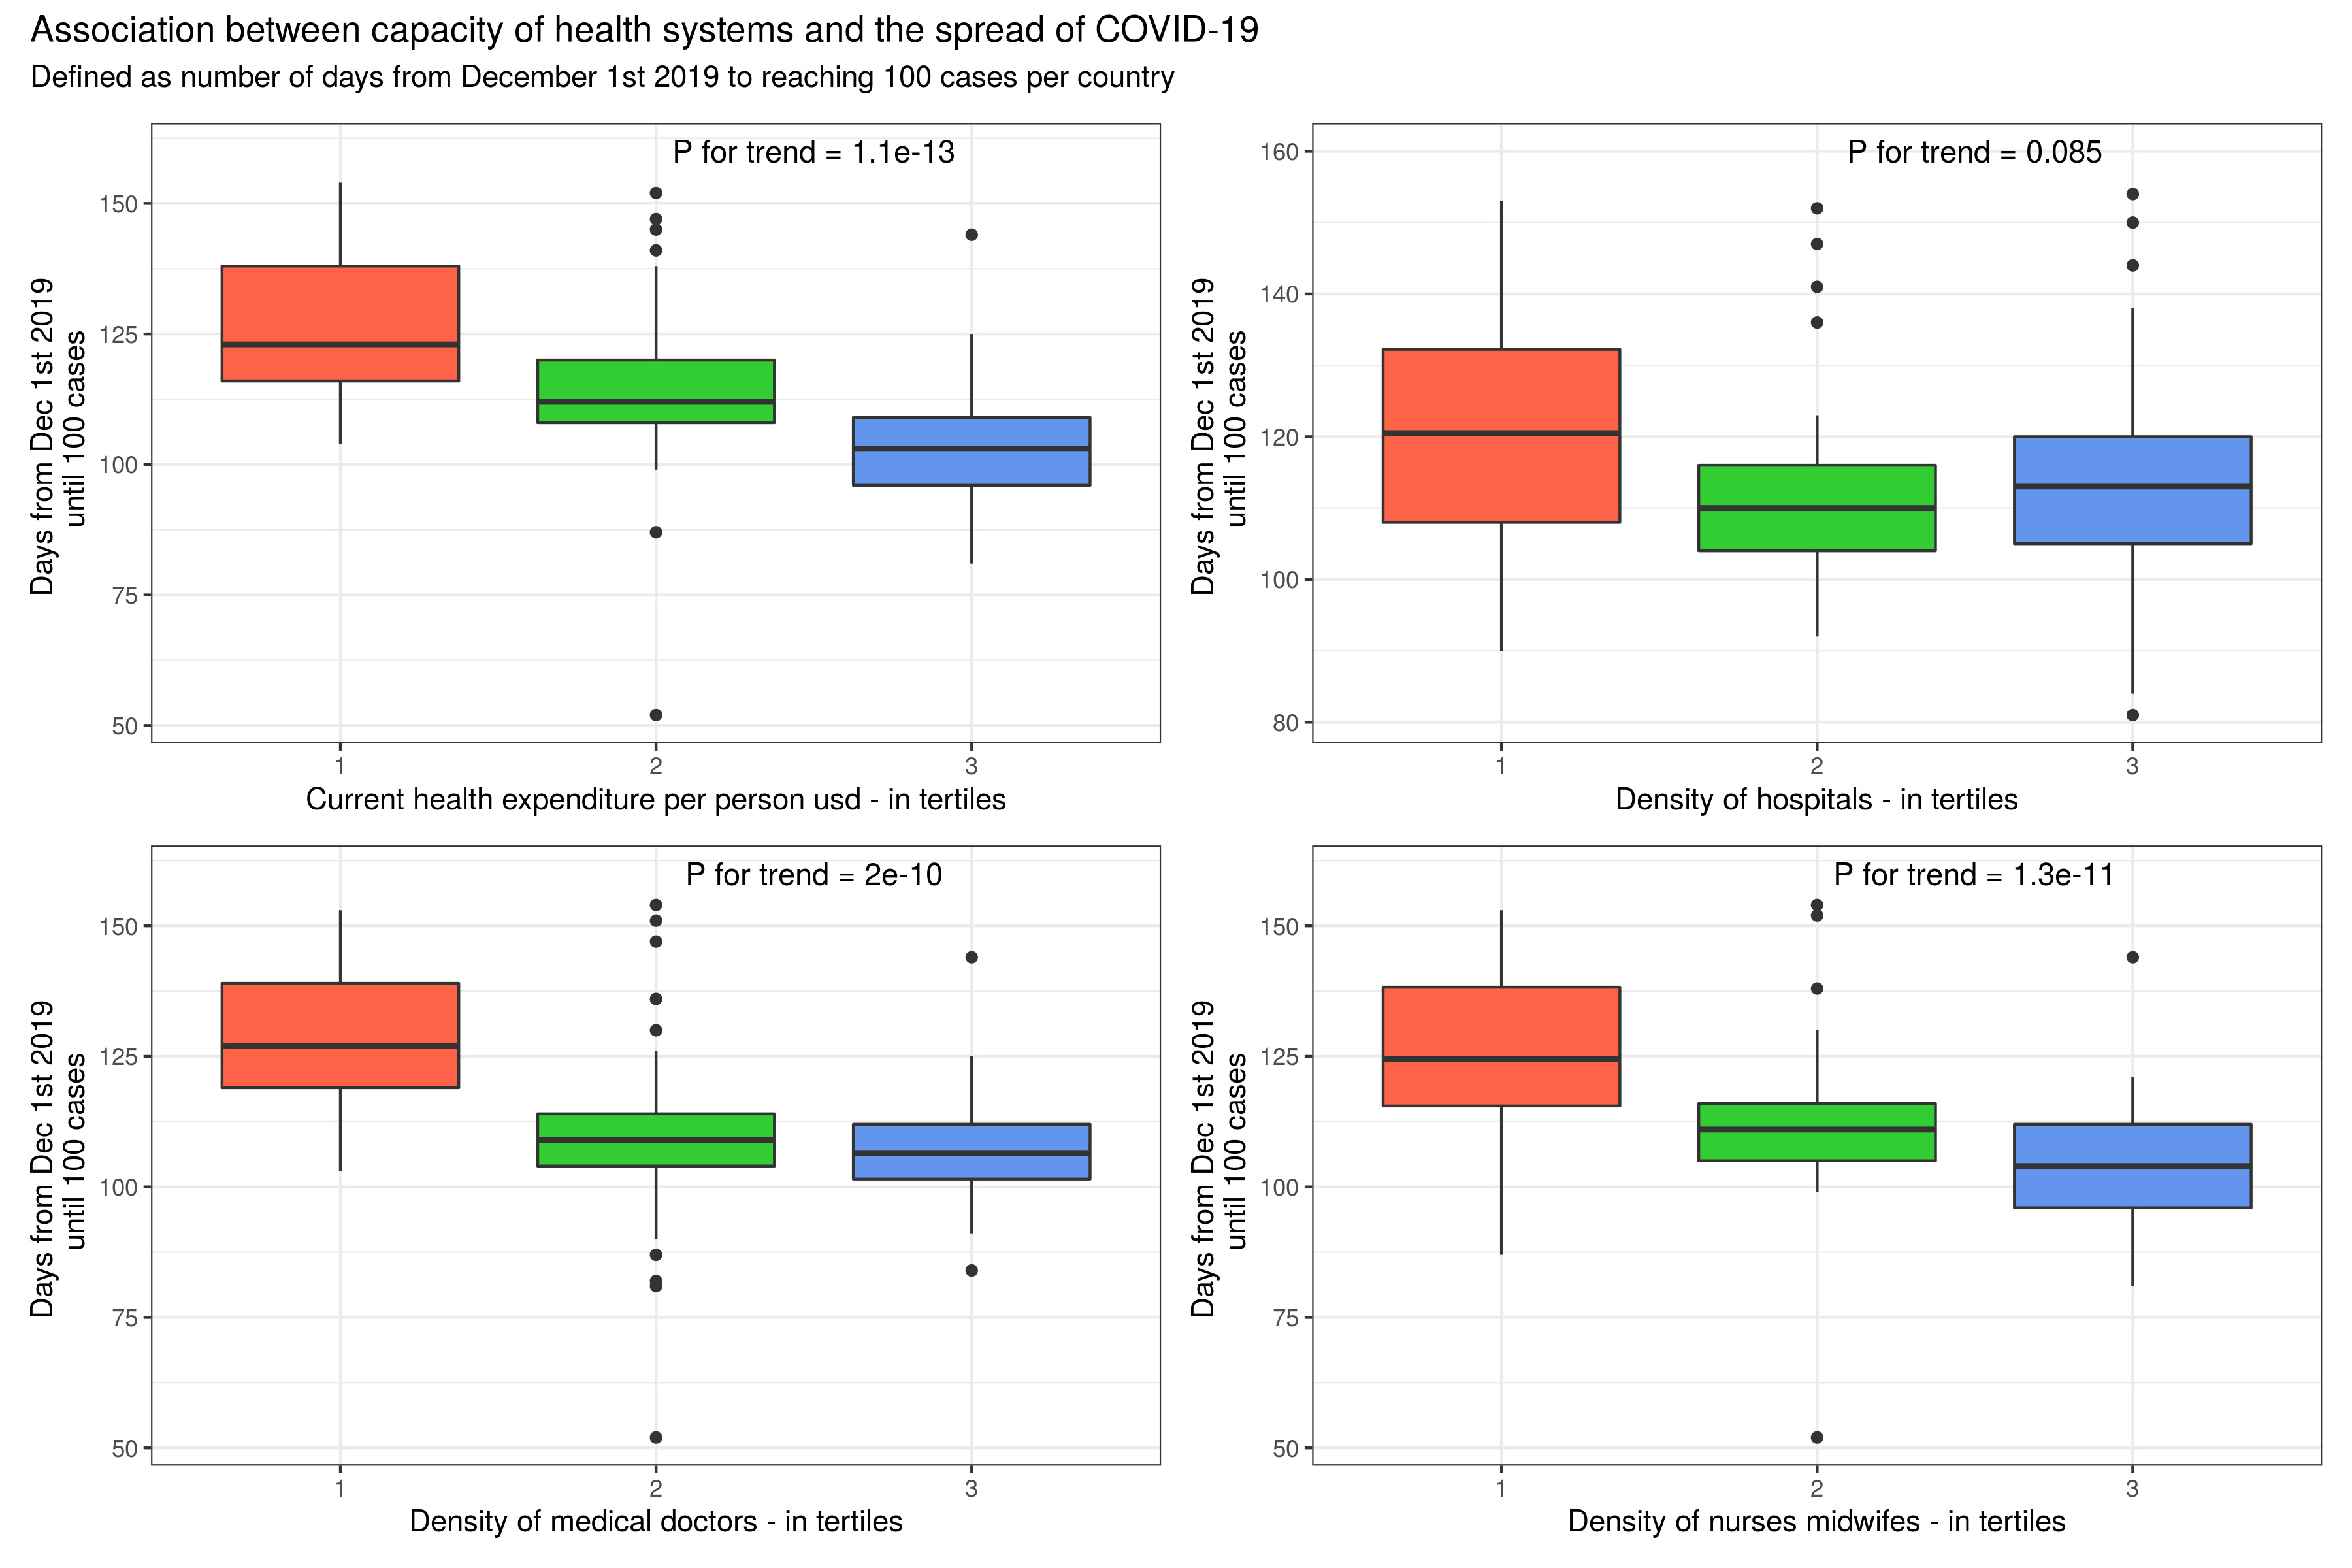 Association between capacity of health systems and the spread of COVID-19
Defined as number of days from December 1st 2019 to reaching 100 cases per country
P for trend = 1.1e-13
Days from Dec 1st 2019
until 100 cases
150
125
100
75
50
1 2 3
Current health expenditure per person usd - in tertiles
P for trend = 0.085
Days from Dec 1st 2019
until 100 cases
160
140
120
100
80
1 2 3
Density of hospitals - in tertiles
P for trend = 2e-10
Days from Dec 1st 2019
until 100 cases
150
125
100
75
50
1 2 3
Density of medical doctors - in tertiles
P for trend = 1.3e-11
Days from Dec 1st 2019
until 100 cases
150
125
100
75
50
1 2 3
Density of nurses midwifes - in tertiles